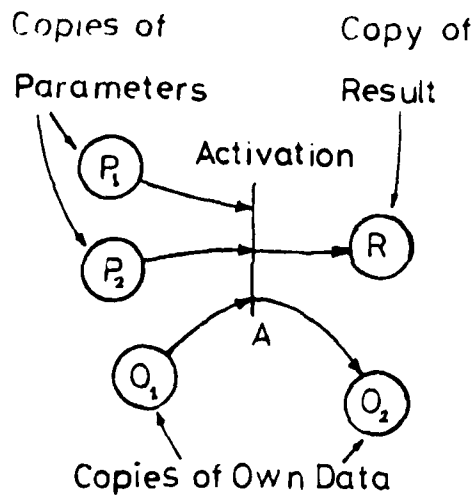 Copies of
Parameters
Copy of
Result
Activation
P₁
P₂
R
A
O₁
O₂
Copies of Own Data